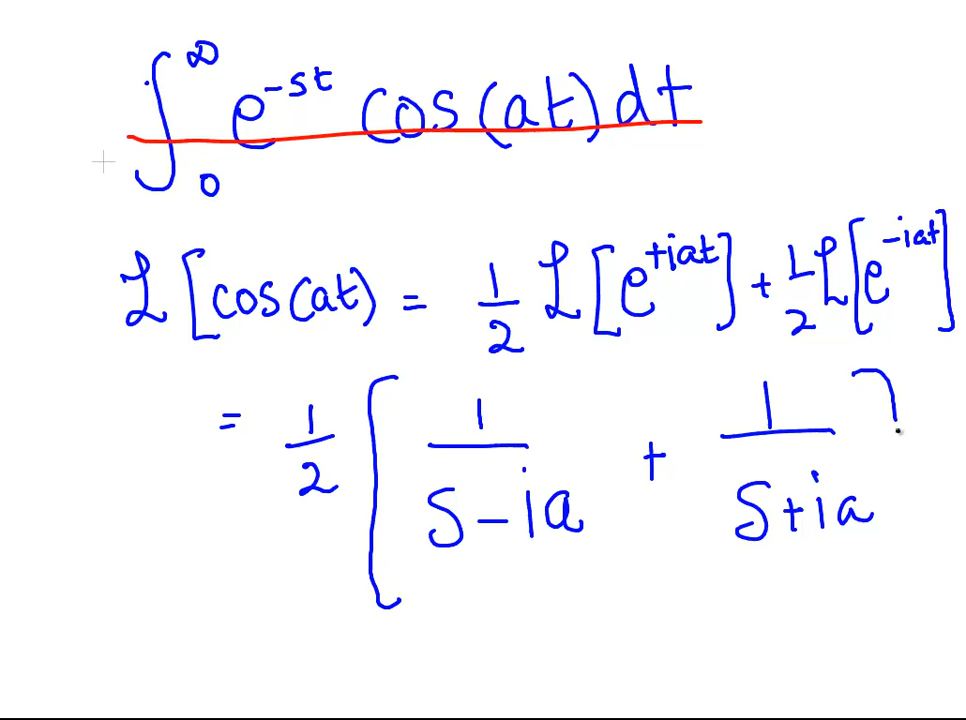 ∫₀^∞ e^{-st} cos(at) dt
ℒ[cos(at) = 1/2 ℒ[e^{+iat}] + 1/2 ℒ[e^{-iat}]
= 1/2 [ 1/(S-ia) + 1/(S+ia) ]